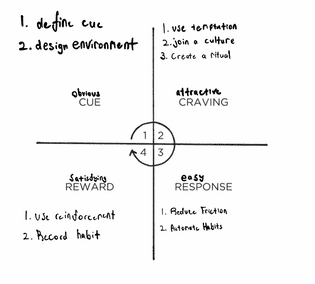 1. define cue
2. design environment
1. use temptation
2. join a culture
3. Create a ritual
obvious
CUE
attractive
CRAVING
1 2
4 3
Satisfying
REWARD
easy
RESPONSE
1. Use reinforcement
2. Record habit
1. Reduce Friction
2. Automate Habits